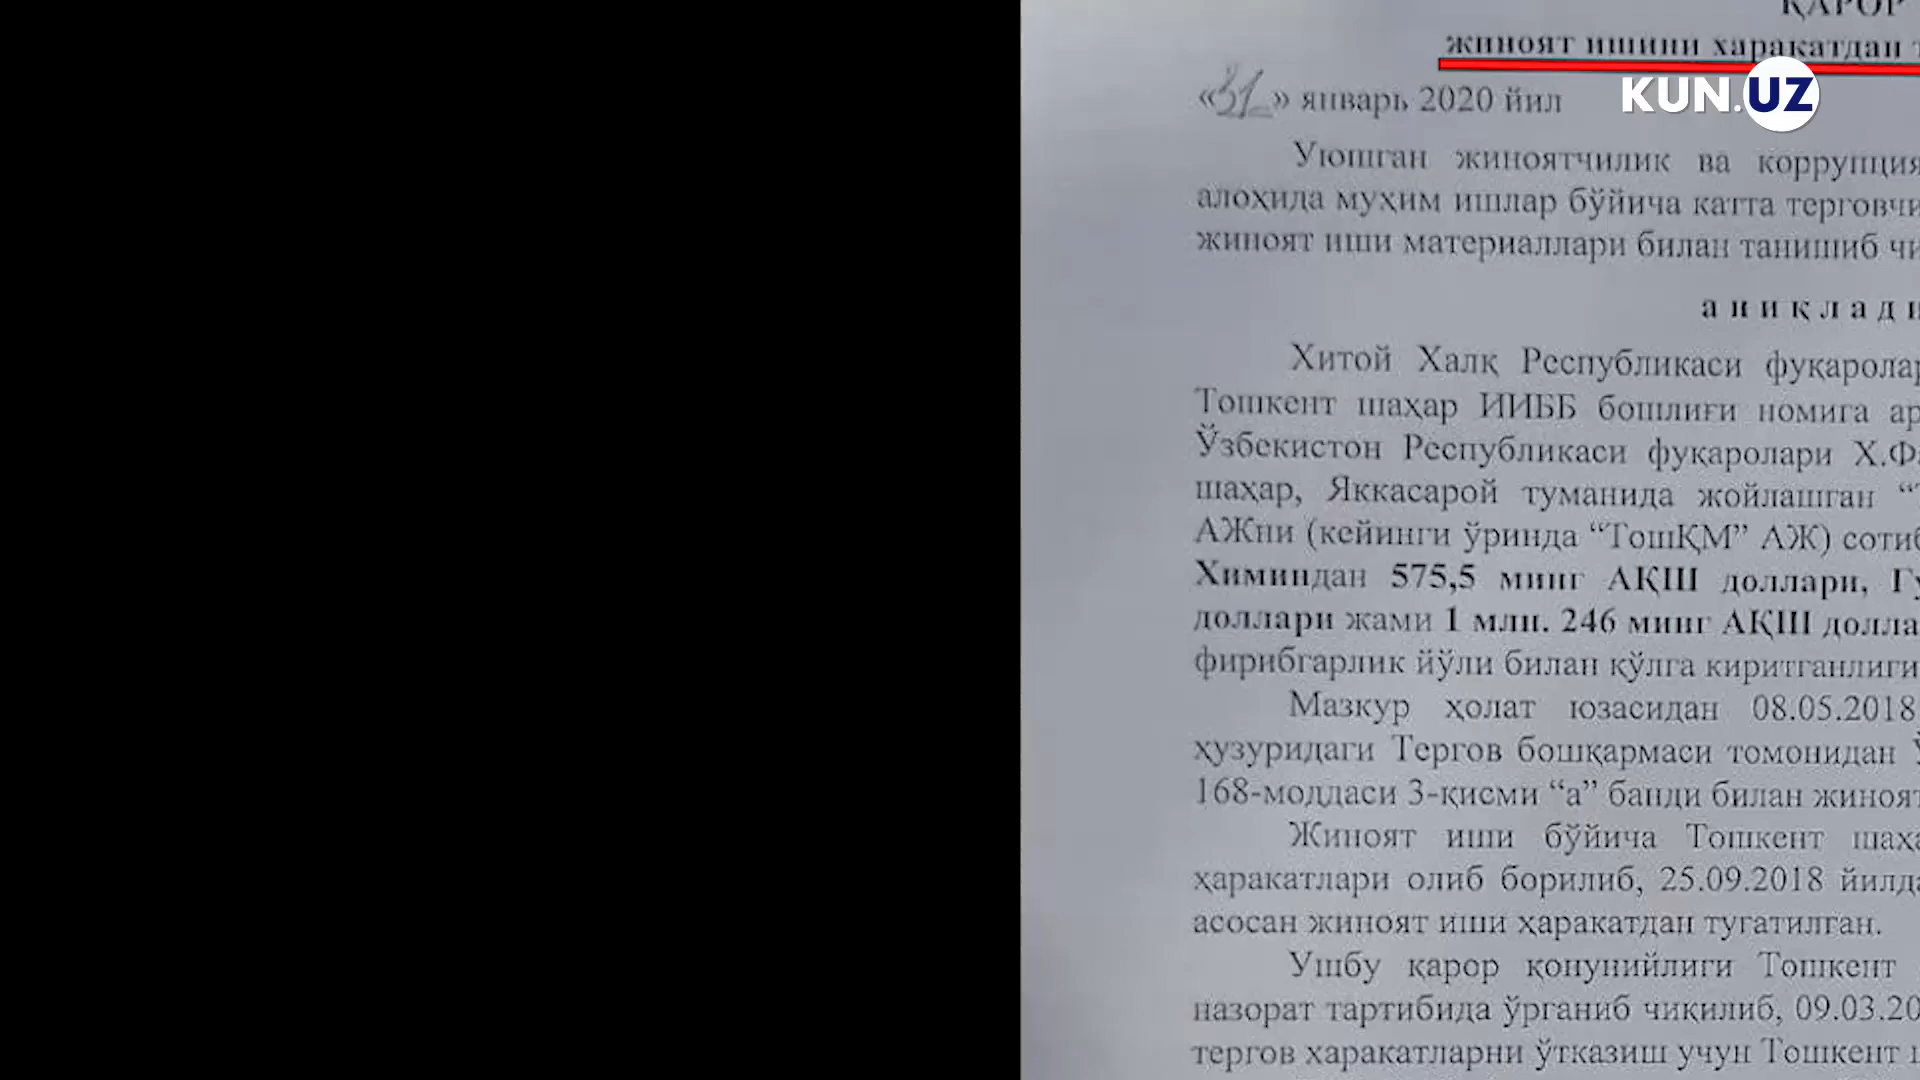 ҚАРОР
жиноят ишини ҳаракатдан
KUN.UZ
«31» январь 2020 йил
Уюшган жиноятчилик ва коррупция
алоҳида муҳим ишлар бўйича катта терговчи
жиноят иши материаллари билан танишиб
а н и қ л а д и
Хитой Халқ Республикаси фуқаролар
Тошкент шаҳар ИИББ бошлиғи номига
Ўзбекистон Республикаси фуқаролари Х.Ф
шаҳар, Яккасарой туманида жойлашган
АЖни (кейинги ўринда “ТошҚМ” АЖ)
Химиндан 575,5 минг АҚШ доллари,
доллари жами 1 млн. 246 минг АҚШ долла
фирибгарлик йўли билан қўлга киритганлиги
Мазкур ҳолат юзасидан 08.05.2018
ҳузуридаги Тергов бошқармаси томонидан
168-моддаси 3-қисми “а” банди билан жиноят
Жиноят иши бўйича Тошкент шаҳа
ҳаракатлари олиб борилиб, 25.09.2018 йилда
асосан жиноят иши ҳаракатдан тугатилган.
Ушбу қарор қонунийлиги Тошкент
назорат тартибида ўрганиб чиқилиб, 09.03.20
тергов ҳаракатларни ўтказиш учун Тошкент